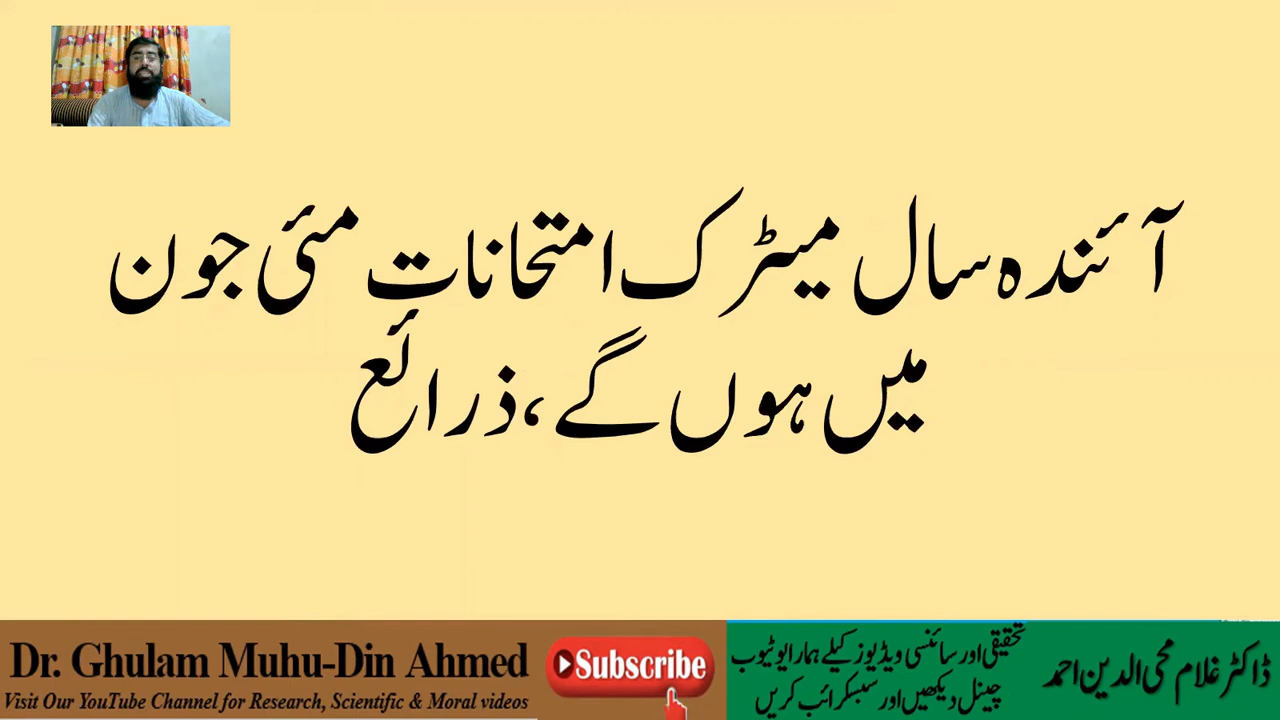 آئندہ سال میٹرک امتحانات مئی جون
میں ہوں گے، ذرائع
Dr. Ghulam Muhu-Din Ahmed
Visit Our YouTube Channel for Research, Scientific & Moral videos
Subscribe
تحقیقی اور سائنسی ویڈیوز کیلئے ہمارا یوٹیوب
چینل دیکھیں اور سبسکرائب کریں
ڈاکٹر غلام محی الدین احمد